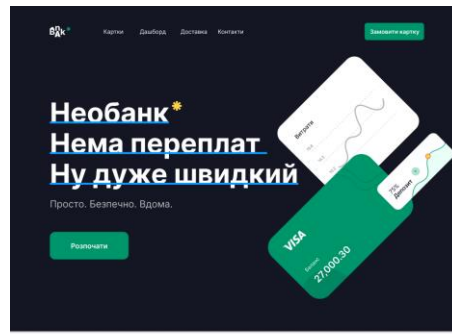 Картки Дашборд Доставка Контакти
Замовити картку
Необанк*
Нема переплат
Ну дуже швидкий
Просто. Безпечно. Вдома.
Розпочати
Витрати
75%
Депозит
VISA
Баланс
27,000.30